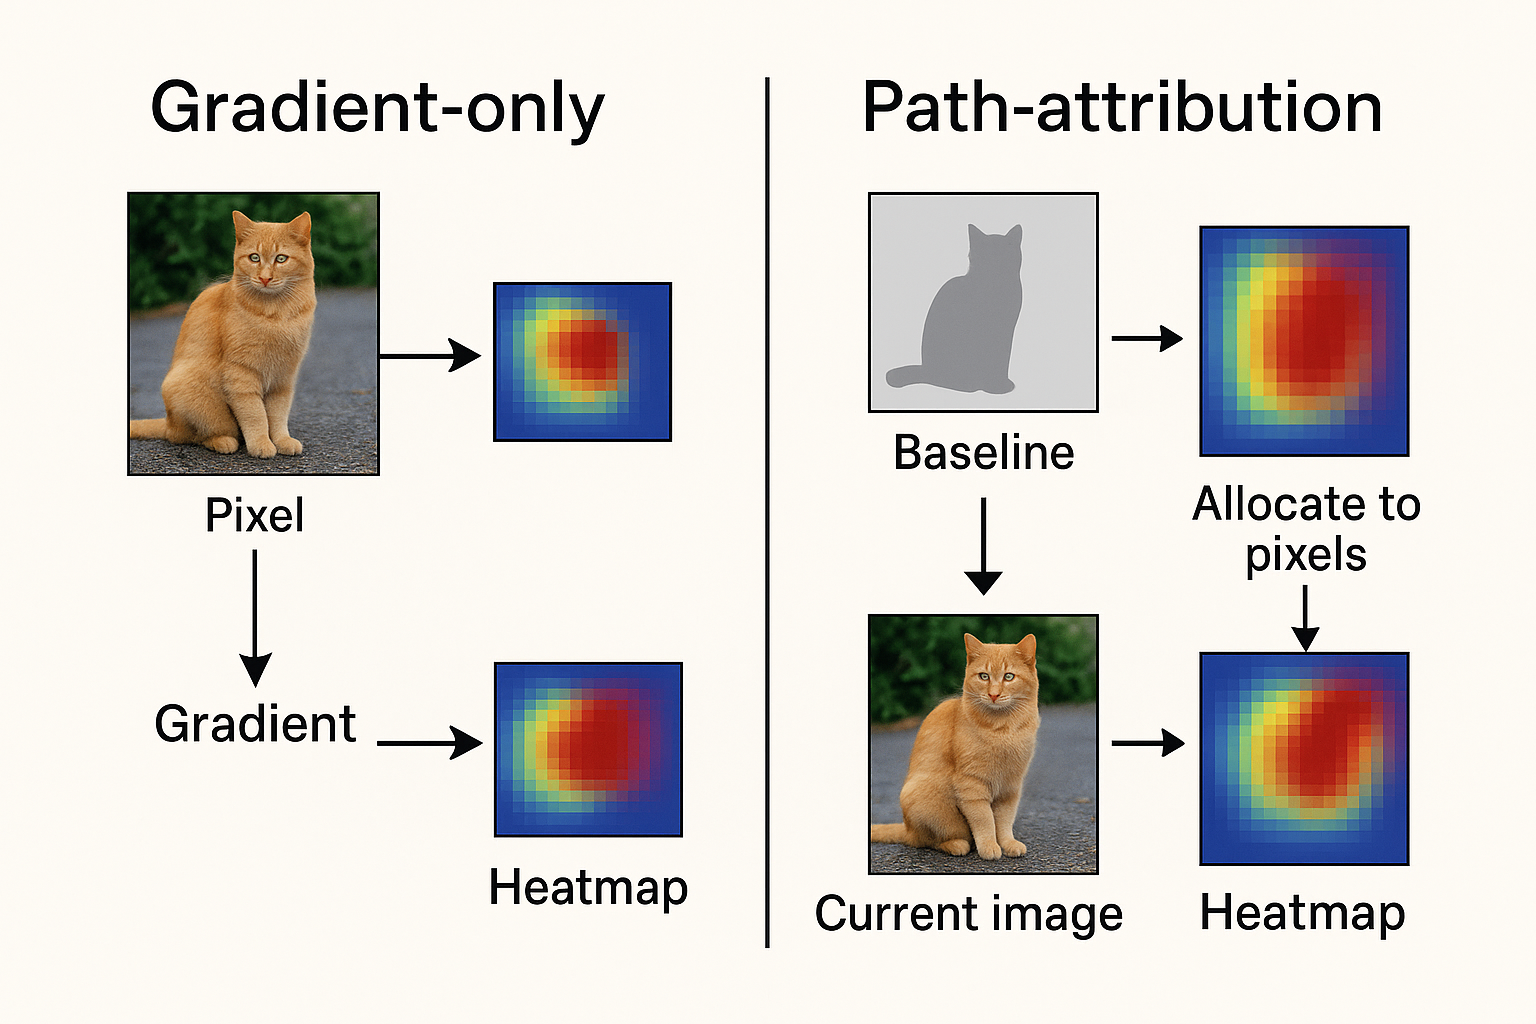 Gradient-only
Pixel
Gradient
Heatmap
Path-attribution
Baseline
Allocate to
pixels
Current image
Heatmap